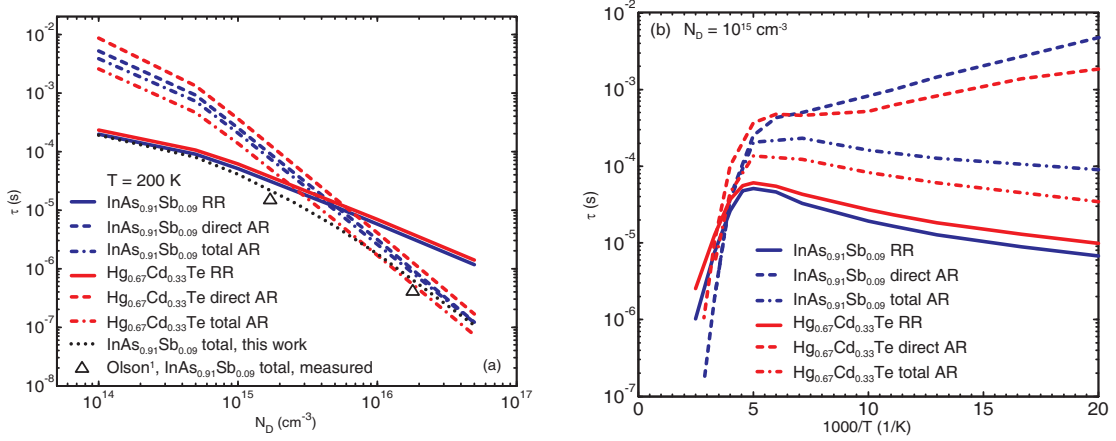 10⁻²
10⁻³
10⁻⁴
10⁻⁵
10⁻⁶
10⁻⁷
10⁻⁸
τ (s)
T = 200 K
InAs₀.₉₁Sb₀.₀₉ RR
InAs₀.₉₁Sb₀.₀₉ direct AR
InAs₀.₉₁Sb₀.₀₉ total AR
Hg₀.₆₇Cd₀.₃₃Te RR
Hg₀.₆₇Cd₀.₃₃Te direct AR
Hg₀.₆₇Cd₀.₃₃Te total AR
InAs₀.₉₁Sb₀.₀₉ total, this work
Olson¹, InAs₀.₉₁Sb₀.₀₉ total, measured
(a)
10¹⁴ 10¹⁵ 10¹⁶ 10¹⁷
N_D (cm⁻³)
(b) N_D = 10¹⁵ cm⁻³
10⁻²
10⁻³
10⁻⁴
10⁻⁵
10⁻⁶
10⁻⁷
τ (s)
InAs₀.₉₁Sb₀.₀₉ RR
InAs₀.₉₁Sb₀.₀₉ direct AR
InAs₀.₉₁Sb₀.₀₉ total AR
Hg₀.₆₇Cd₀.₃₃Te RR
Hg₀.₆₇Cd₀.₃₃Te direct AR
Hg₀.₆₇Cd₀.₃₃Te total AR
0 5 10 15 20
1000/T (1/K)